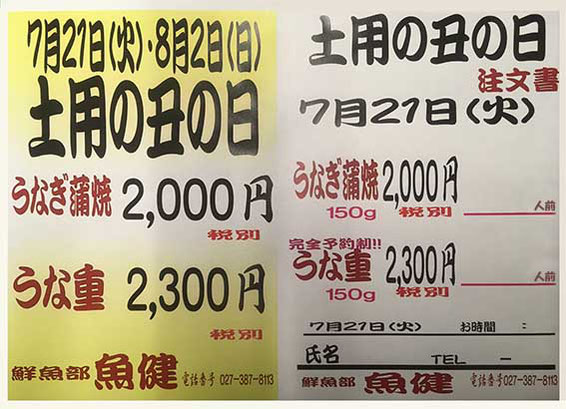 7月21日(火)・8月2日(日)
土用の丑の日
うなぎ蒲焼 2,000円
税別
うな重 2,300円
税別
鮮魚部 魚健 電話番号 027-387-8113
土用の丑の日
注文書
7月21日(火)
うなぎ蒲焼 2,000円
150g 税別 人前
完全予約制!!
うな重 2,300円
150g 税別 人前
7月21日(火) お時間 :
氏名 TEL -
鮮魚部 魚健 電話番号027-387-8113